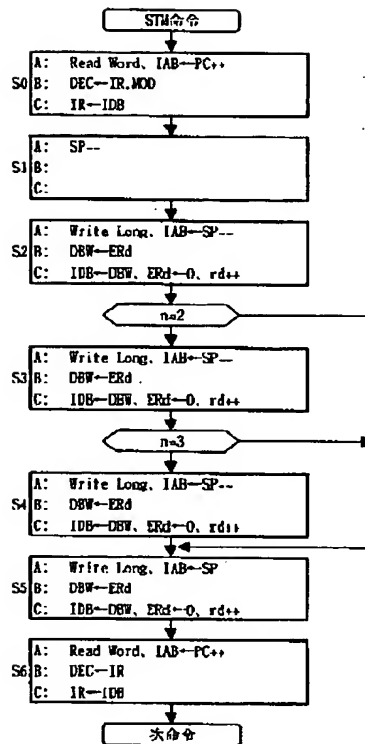 STM命令
S0
A: Read Word、IAB←PC++
B: DEC←IR.MOD
C: IR←IDB
S1
A: SP--
B:
C:
S2
A: Write Long、IAB←SP--
B: DBW←ERd
C: IDB←DBW、ERd←0、rd++
n=2
S3
A: Write Long、IAB←SP--
B: DBW←ERd
C: IDB←DBW、ERd←0、rd++
n=3
S4
A: Write Long、IAB←SP--
B: DBW←ERd
C: IDB←DBW、ERd←0、rd++
S5
A: Write Long、IAB←SP
B: DBW←ERd
C: IDB←DBW、ERd←0、rd++
S6
A: Read Word、IAB←PC++
B: DEC←IR
C: IR←IDB
次命令